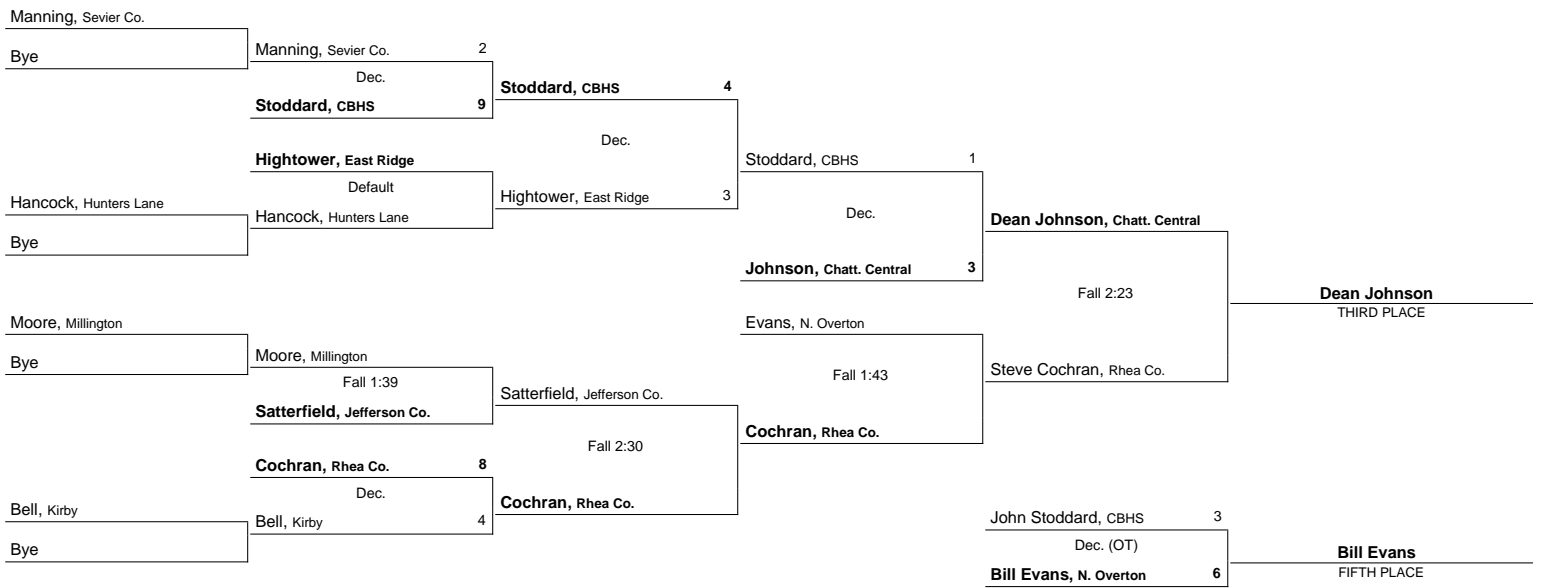 Manning, Sevier Co.
Bye
Manning, Sevier Co. 2
Dec.
Stoddard, CBHS 9
Stoddard, CBHS 4
Dec.
Hightower, East Ridge
Default
Hancock, Hunters Lane
Hightower, East Ridge 3
Hancock, Hunters Lane
Bye
Stoddard, CBHS 1
Dec.
Johnson, Chatt. Central 3
Dean Johnson, Chatt. Central
Fall 2:23
Dean Johnson
THIRD PLACE
Moore, Millington
Bye
Moore, Millington
Fall 1:39
Satterfield, Jefferson Co.
Satterfield, Jefferson Co.
Fall 2:30
Evans, N. Overton
Fall 1:43
Cochran, Rhea Co.
Steve Cochran, Rhea Co.
Cochran, Rhea Co. 8
Dec.
Bell, Kirby 4
Cochran, Rhea Co.
Bell, Kirby
Bye
John Stoddard, CBHS 3
Dec. (OT)
Bill Evans, N. Overton 6
Bill Evans
FIFTH PLACE